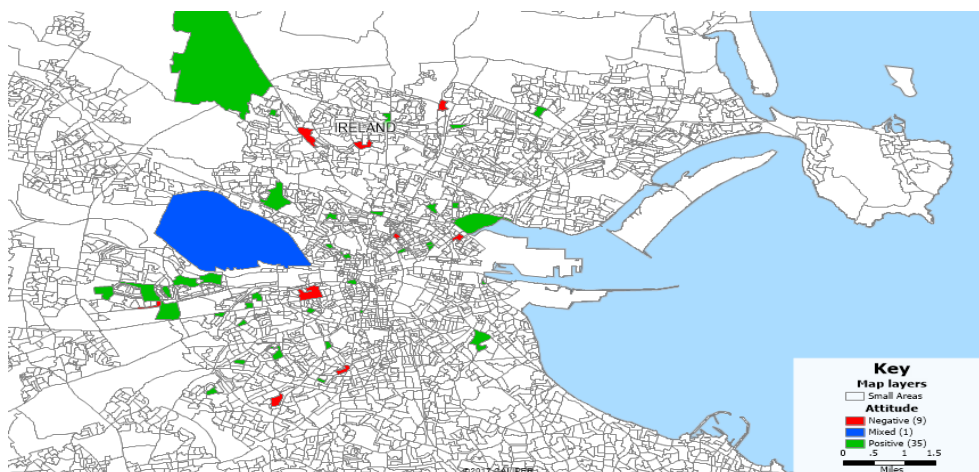 IRELAND
Key
Map layers
Small Areas
Attitude
Negative (9)
Mixed (1)
Positive (35)
0 .5 1 1.5
Miles